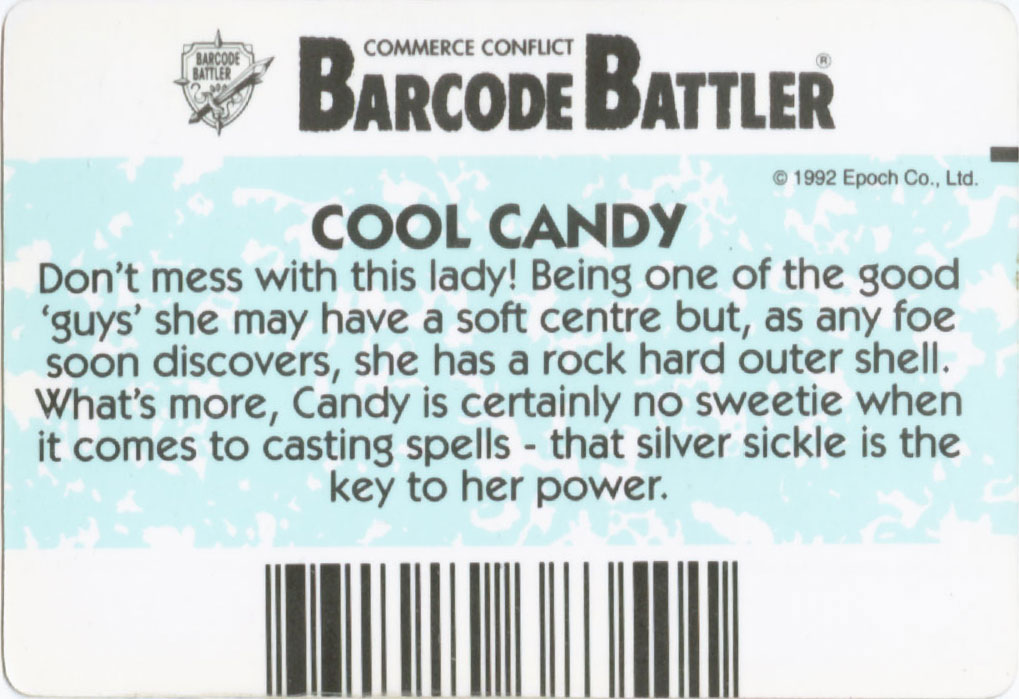 BARCODE
BATTLER
COMMERCE CONFLICT
BARCODE BATTLER®
© 1992 Epoch Co., Ltd.
COOL CANDY
Don't mess with this lady! Being one of the good
'guys' she may have a soft centre but, as any foe
soon discovers, she has a rock hard outer shell.
What's more, Candy is certainly no sweetie when
it comes to casting spells - that silver sickle is the
key to her power.